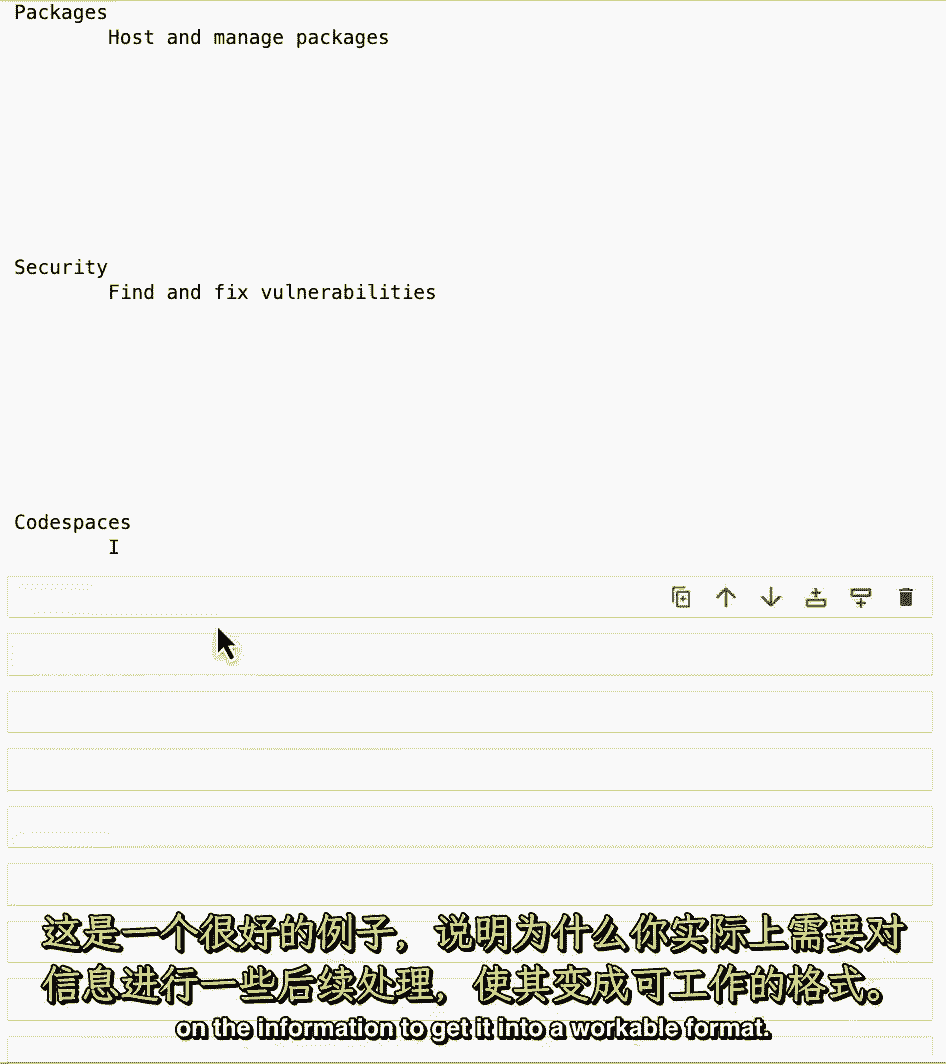 Packages
Host and manage packages
Security
Find and fix vulnerabilities
Codespaces
这是一个很好的例子，说明为什么你实际上需要对
信息进行一些后续处理，使其变成可工作的格式。
on the information to get it into a workable format.